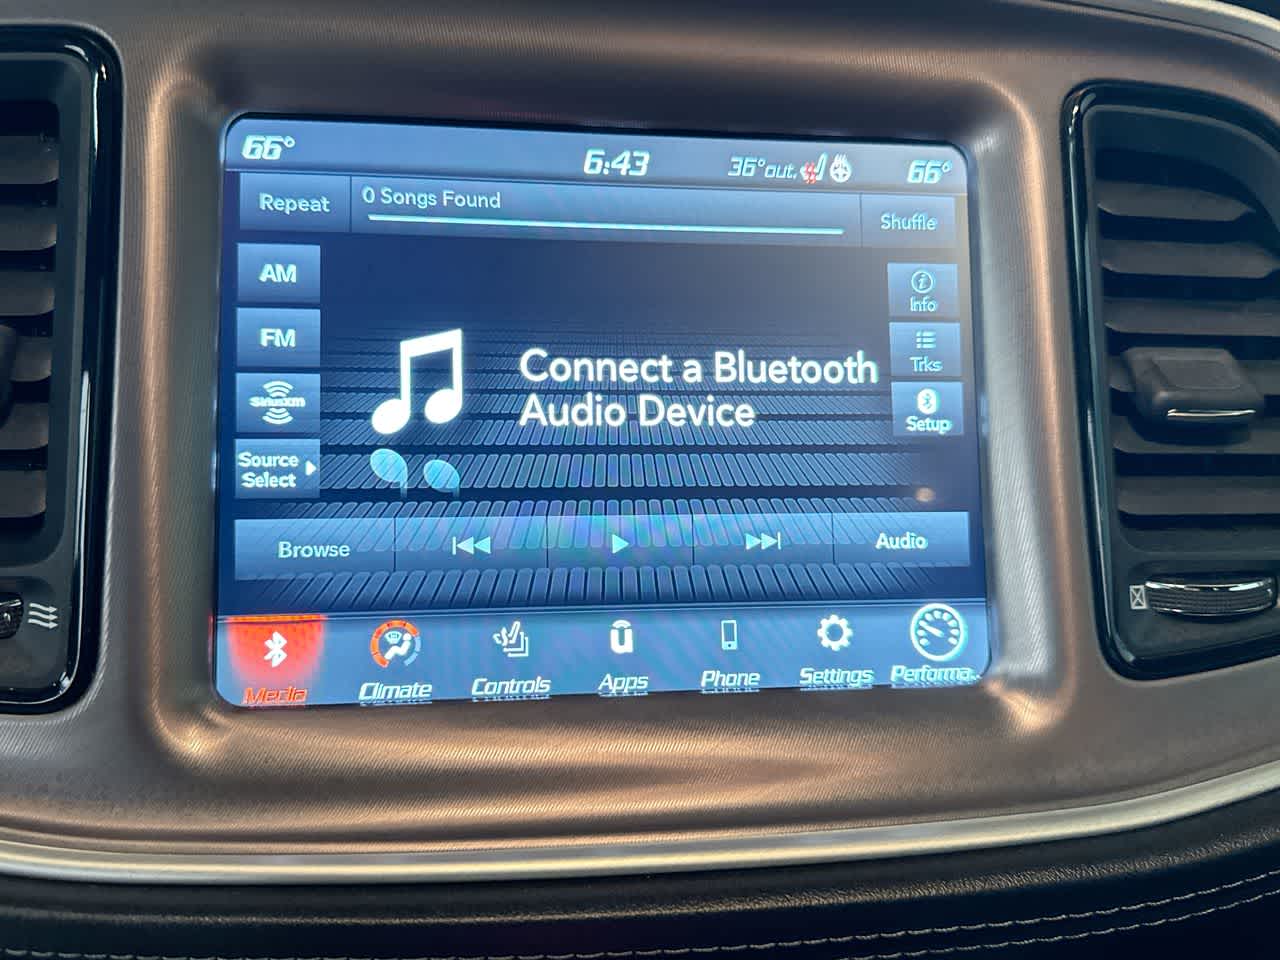 66°
6:43
36°out.
66°
Repeat
0 Songs Found
Shuffle
AM
FM
SiriusXM
Source
Select
Connect a Bluetooth
Audio Device
Info
Trks
Setup
Browse
Audio
Media
Climate
Controls
Apps
Phone
Settings
Performa..